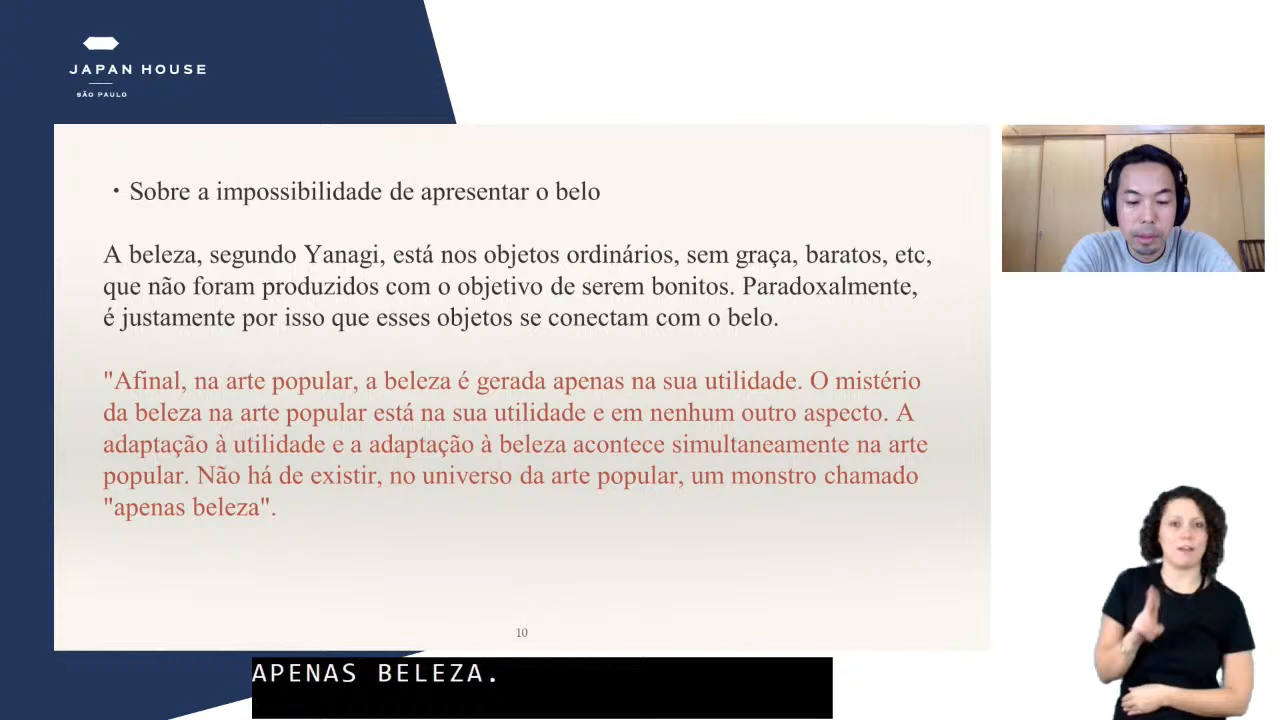 JAPAN HOUSE
SÃO PAULO
・Sobre a impossibilidade de apresentar o belo
A beleza, segundo Yanagi, está nos objetos ordinários, sem graça, baratos, etc,
que não foram produzidos com o objetivo de serem bonitos. Paradoxalmente,
é justamente por isso que esses objetos se conectam com o belo.
"Afinal, na arte popular, a beleza é gerada apenas na sua utilidade. O mistério
da beleza na arte popular está na sua utilidade e em nenhum outro aspecto. A
adaptação à utilidade e a adaptação à beleza acontece simultaneamente na arte
popular. Não há de existir, no universo da arte popular, um monstro chamado
"apenas beleza".
10
APENAS BELEZA.